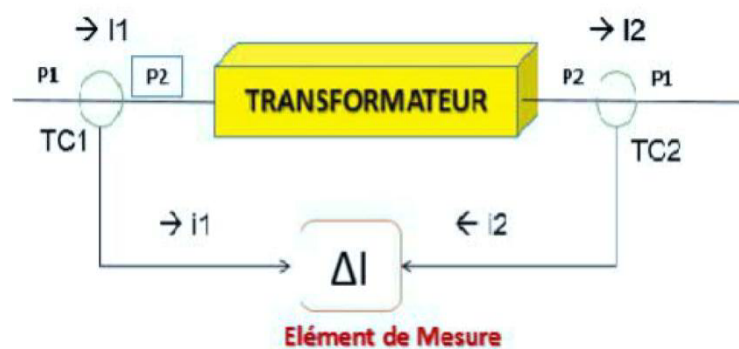 → I1
→ I2
P1
P2
TRANSFORMATEUR
P2
P1
TC1
TC2
→ i1
← i2
ΔI
Elément de Mesure